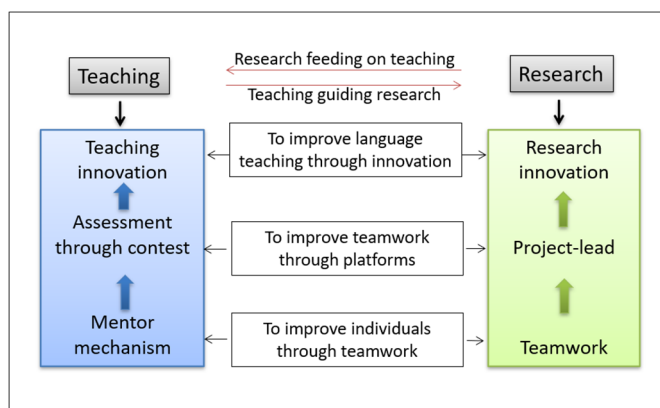 Teaching
Research feeding on teaching
Teaching guiding research
Research
Teaching
innovation
To improve language
teaching through innovation
Research
innovation
Assessment
through contest
To improve teamwork
through platforms
Project-lead
Mentor
mechanism
To improve individuals
through teamwork
Teamwork